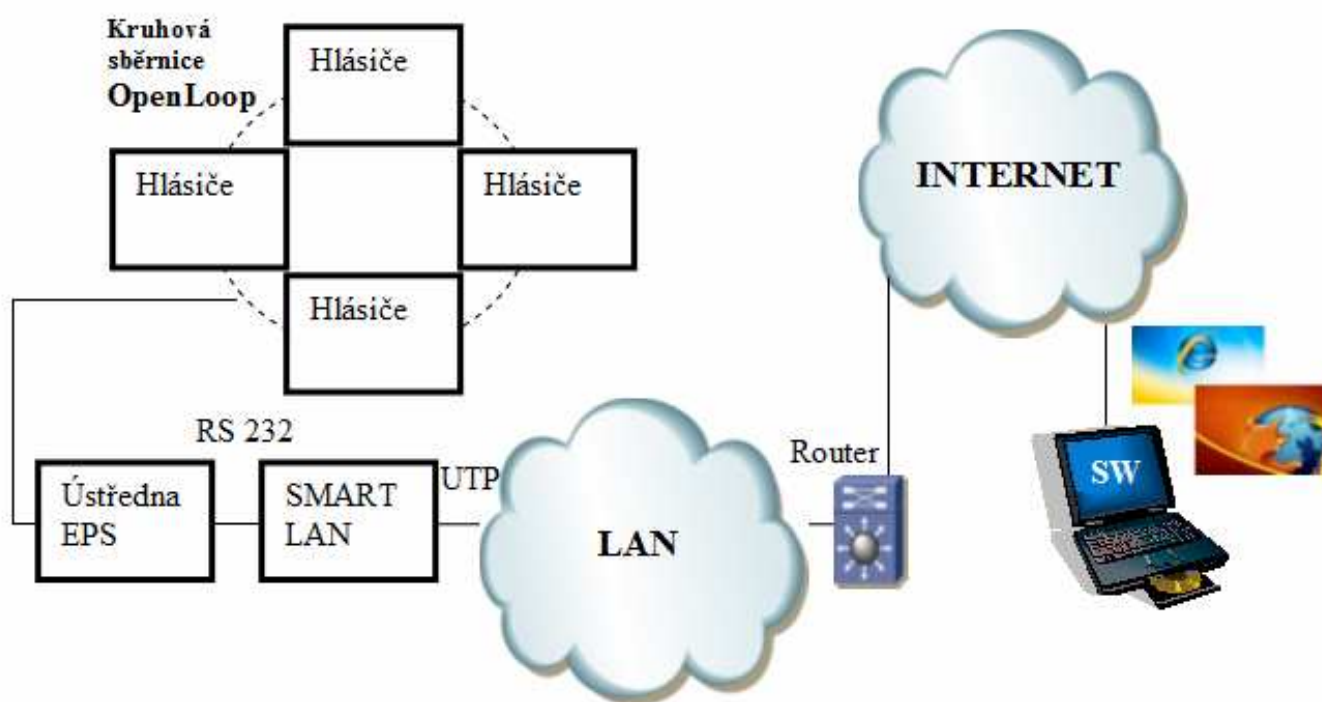 Kruhová
sběrnice
OpenLoop
Hlásiče
Hlásiče
Hlásiče
Hlásiče
INTERNET
RS 232
Ústředna
EPS
SMART
LAN
UTP
LAN
Router
SW